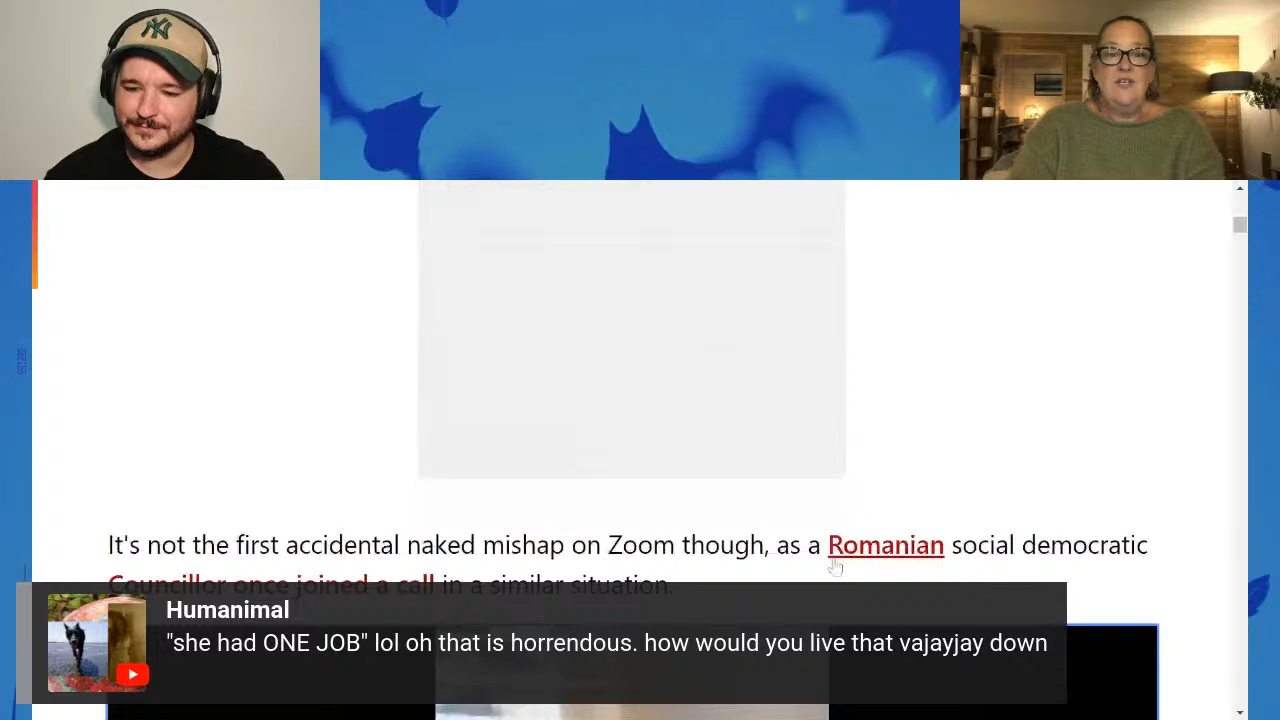 It's not the first accidental naked mishap on Zoom though, as a Romanian social democratic
Councillor once joined a call in a similar situation.
Humanimal
"she had ONE JOB" lol oh that is horrendous. how would you live that vajayjay down